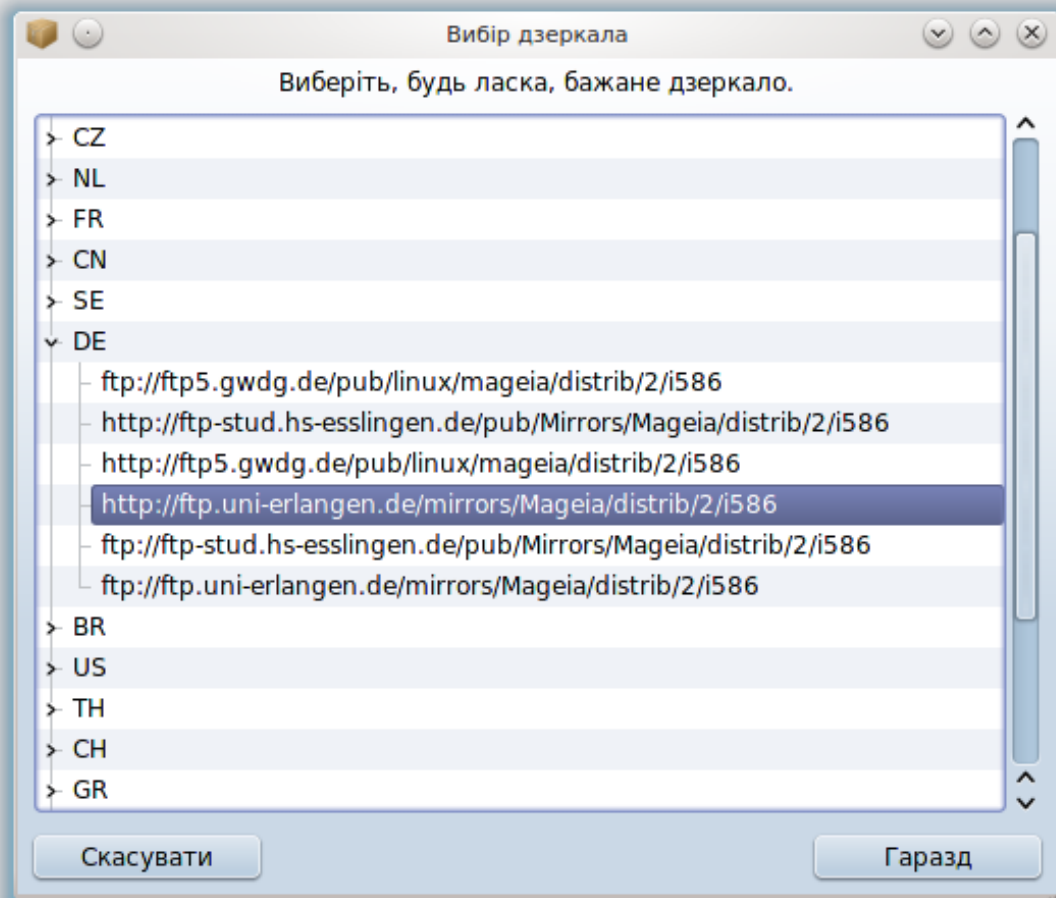 Вибір дзеркала
Виберіть, будь ласка, бажане дзеркало.
CZ
NL
FR
CN
SE
DE
ftp://ftp5.gwdg.de/pub/linux/mageia/distrib/2/i586
http://ftp-stud.hs-esslingen.de/pub/Mirrors/Mageia/distrib/2/i586
http://ftp5.gwdg.de/pub/linux/mageia/distrib/2/i586
http://ftp.uni-erlangen.de/mirrors/Mageia/distrib/2/i586
ftp://ftp-stud.hs-esslingen.de/pub/Mirrors/Mageia/distrib/2/i586
ftp://ftp.uni-erlangen.de/mirrors/Mageia/distrib/2/i586
BR
US
TH
CH
GR
Скасувати Гаразд